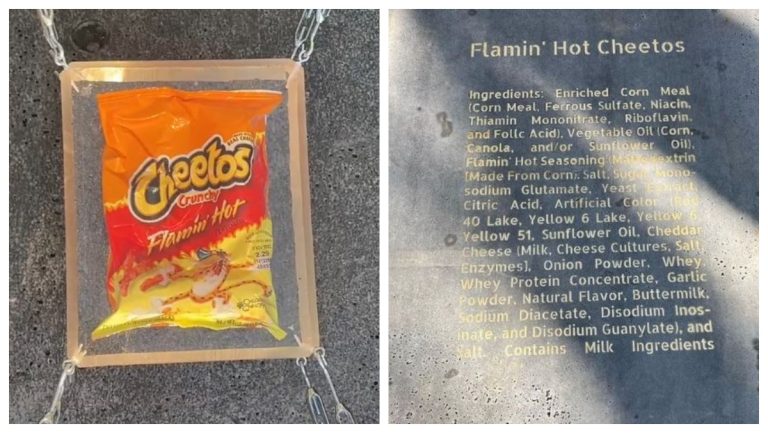 Cheetos
Crunchy
Flamin' Hot
2.29
Flamin' Hot Cheetos
Ingredients: Enriched Corn Meal
(Corn Meal, Ferrous Sulfate, Niacin,
Thiamin Mononitrate, Riboflavin,
and Folic Acid), Vegetable Oil (Corn,
Canola, and/or Sunflower Oil),
Flamin' Hot Seasoning (Maltodextrin
[Made From Corn], Salt, Sugar, Mono-
sodium Glutamate, Yeast Extract,
Citric Acid, Artificial Color [Red
40 Lake, Yellow 6 Lake, Yellow 6,
Yellow 5], Sunflower Oil, Cheddar
Cheese [Milk, Cheese Cultures, Salt,
Enzymes], Onion Powder, Whey,
Whey Protein Concentrate, Garlic
Powder, Natural Flavor, Buttermilk,
Sodium Diacetate, Disodium Inos-
inate, and Disodium Guanylate), and
Salt. Contains Milk Ingredients